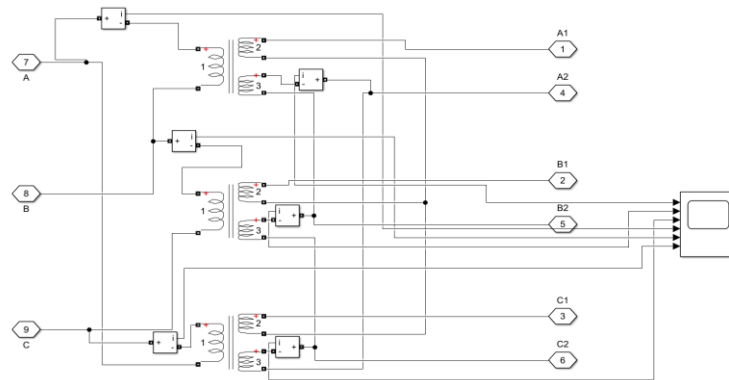 + i -
A1
1
7
A
+ 1 + 2
+ 3
i - +
A2
4
+ i -
8
B
B1
2
+ 1 + 2
+ 3
i - +
B2
5
9
C
+ i -
+ 1 + 2
+ 3
i - +
C1
3
C2
6